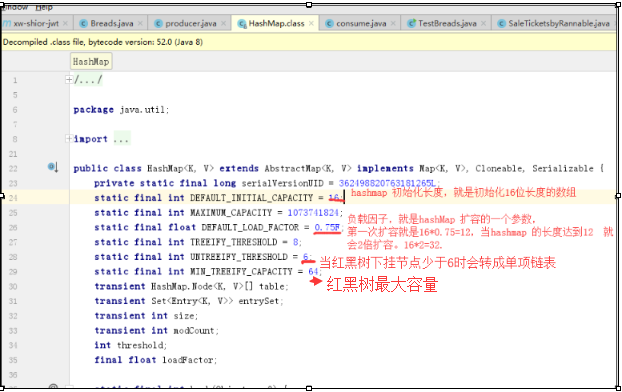 Window Help
xw-shior-jwt
Breads.java
producer.java
HashMap.class
consume.java
TestBreads.java
SaleTicketsbyRannable.java
Decompiled .class file, bytecode version: 52.0 (Java 8)
HashMap
1 /.../
5
6 package java.util;
7
8 import ...
21
22 public class HashMap<K, V> extends AbstractMap<K, V> implements Map<K, V>, Cloneable, Serializable {
23 private static final long serialVersionUID = 362498820763181265L;
24 static final int DEFAULT_INITIAL_CAPACITY = 16;
hashmap 初始化长度，就是初始化16位长度的数组
25 static final int MAXIMUM_CAPACITY = 1073741824;
负载因子，就是hashMap 扩容的一个参数，
26 static final float DEFAULT_LOAD_FACTOR = 0.75F;
第一次扩容就是16*0.75=12，当hashmap 的长度达到12 就
27 static final int TREEIFY_THRESHOLD = 8;
会2倍扩容。16*2=32.
28 static final int UNTREEIFY_THRESHOLD = 6;
当红黑树下挂节点少于6时会转成单项链表
29 static final int MIN_TREEIFY_CAPACITY = 64;
30 transient HashMap.Node<K, V>[] table;
红黑树最大容量
31 transient Set<Entry<K, V>> entrySet;
32 transient int size;
33 transient int modCount;
34 int threshold;
35 final float loadFactor;
36